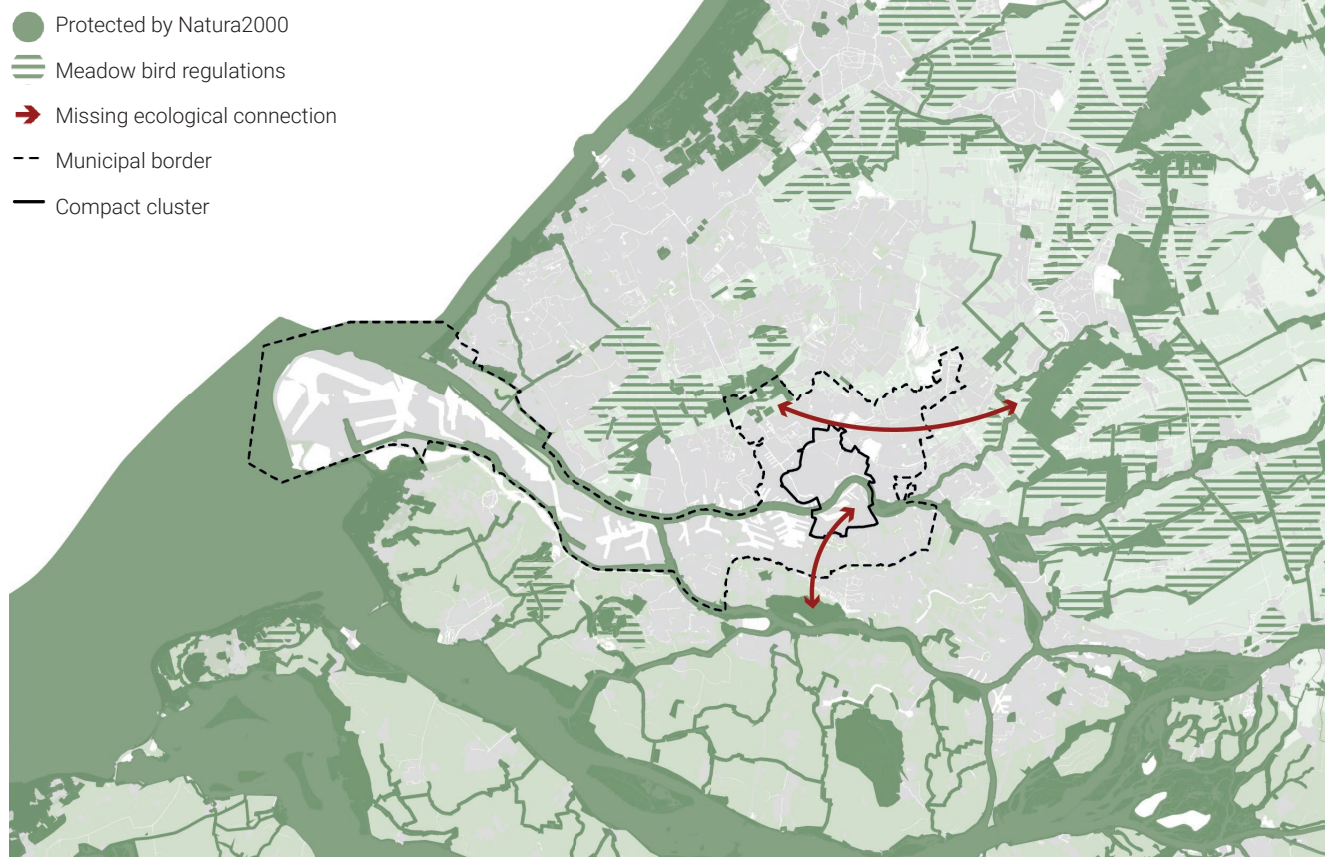 Protected by Natura2000
Meadow bird regulations
Missing ecological connection
Municipal border
Compact cluster